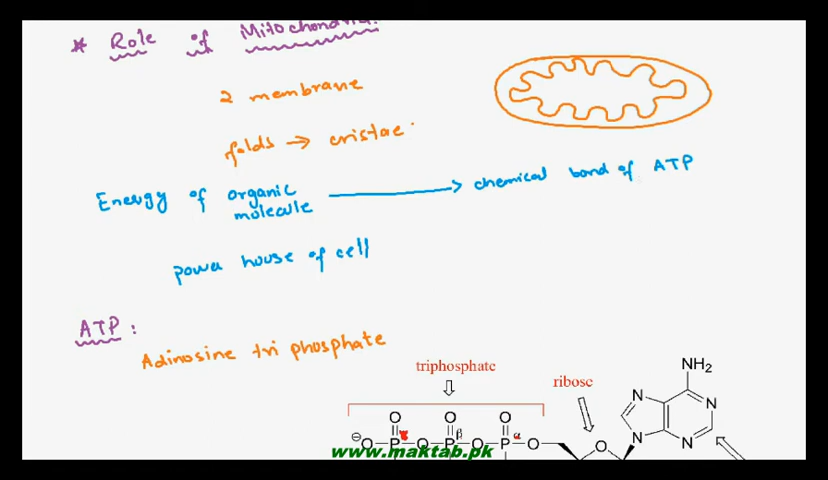 * Role of Mitochondria:
2 membrane
folds → cristae
Energy of organic molecule → chemical bond of ATP
power house of cell
ATP:
Adinosine tri phosphate
triphosphate
ribose
NH2
N N
N N
O O O
⊖O P O P β O P α O O
www.maktab.pk